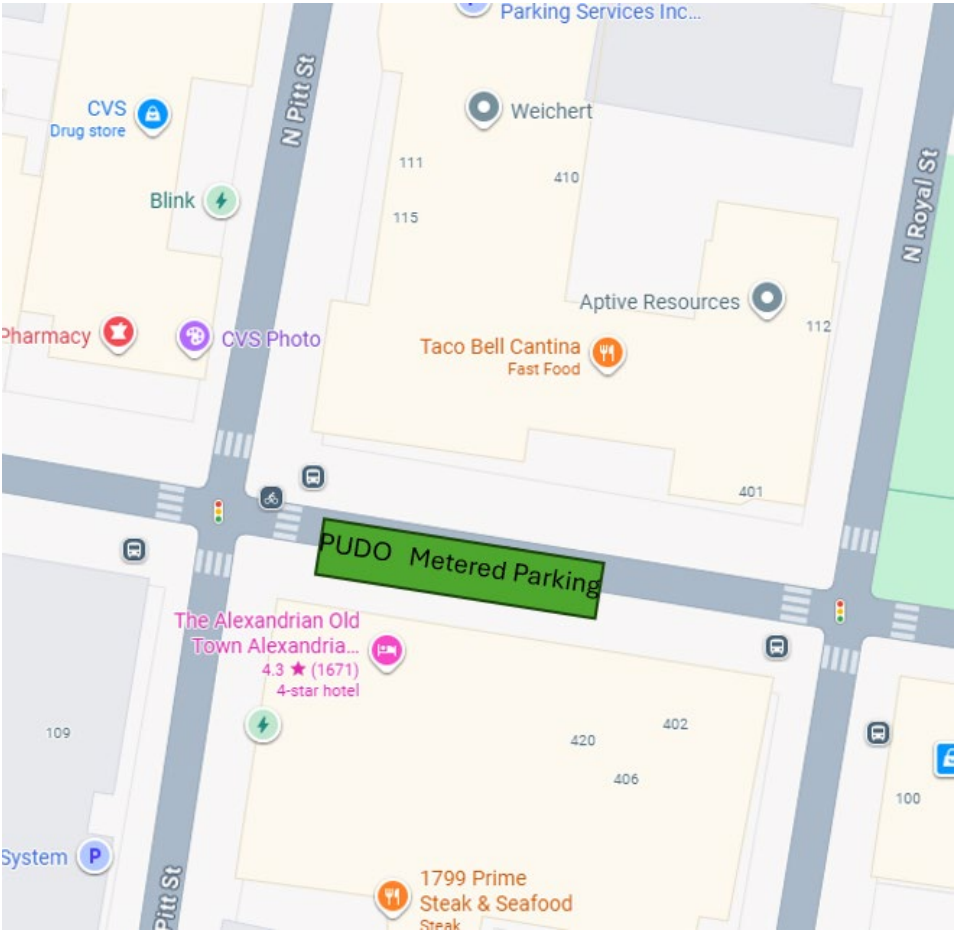 Parking Services Inc...
N Pitt St
CVS
Drug store
Weichert
N Royal St
111
410
Blink
115
Aptive Resources
112
Pharmacy
CVS Photo
Taco Bell Cantina
Fast Food
401
PUDO Metered Parking
The Alexandrian Old
Town Alexandria...
4.3 ★ (1671)
4-star hotel
109
402
420
406
100
System
P
Pitt St
1799 Prime
Steak & Seafood
Steak